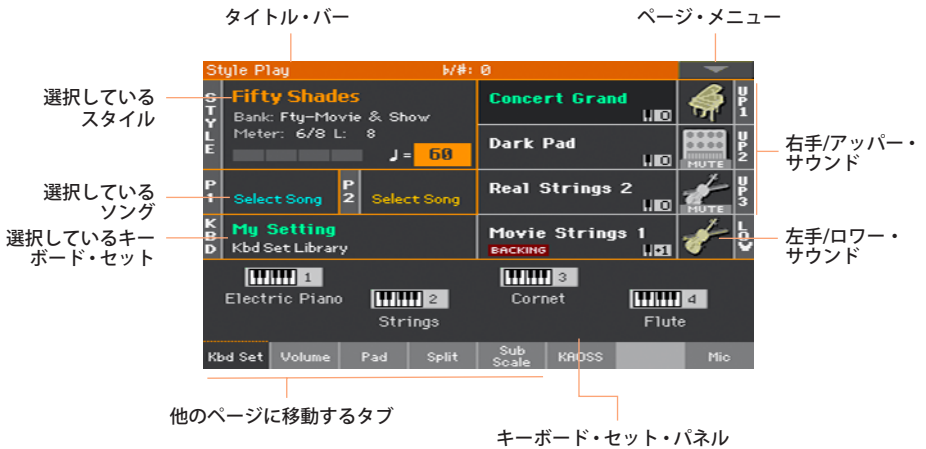 タイトル・バー
ページ・メニュー
Style Play
♭/#: 0
選択している
スタイル
STYLE
Fifty Shades
Bank: Fty-Movie & Show
Meter: 6/8 L: 8
♩= 60
Concert Grand
0
UP1
Dark Pad
0
MUTE
UP2
右手/アッパー・
サウンド
選択している
ソング
P1
Select Song
P2
Select Song
Real Strings 2
0
MUTE
UP3
選択しているキー
ボード・セット
KBD
My Setting
Kbd Set Library
Movie Strings 1
BACKING
+1
LOW
左手/ロワー・
サウンド
1
Electric Piano
2
Strings
3
Cornet
4
Flute
Kbd Set
Volume
Pad
Split
Sub
Scale
KAOSS
Mic
他のページに移動するタブ
キーボード・セット・パネル